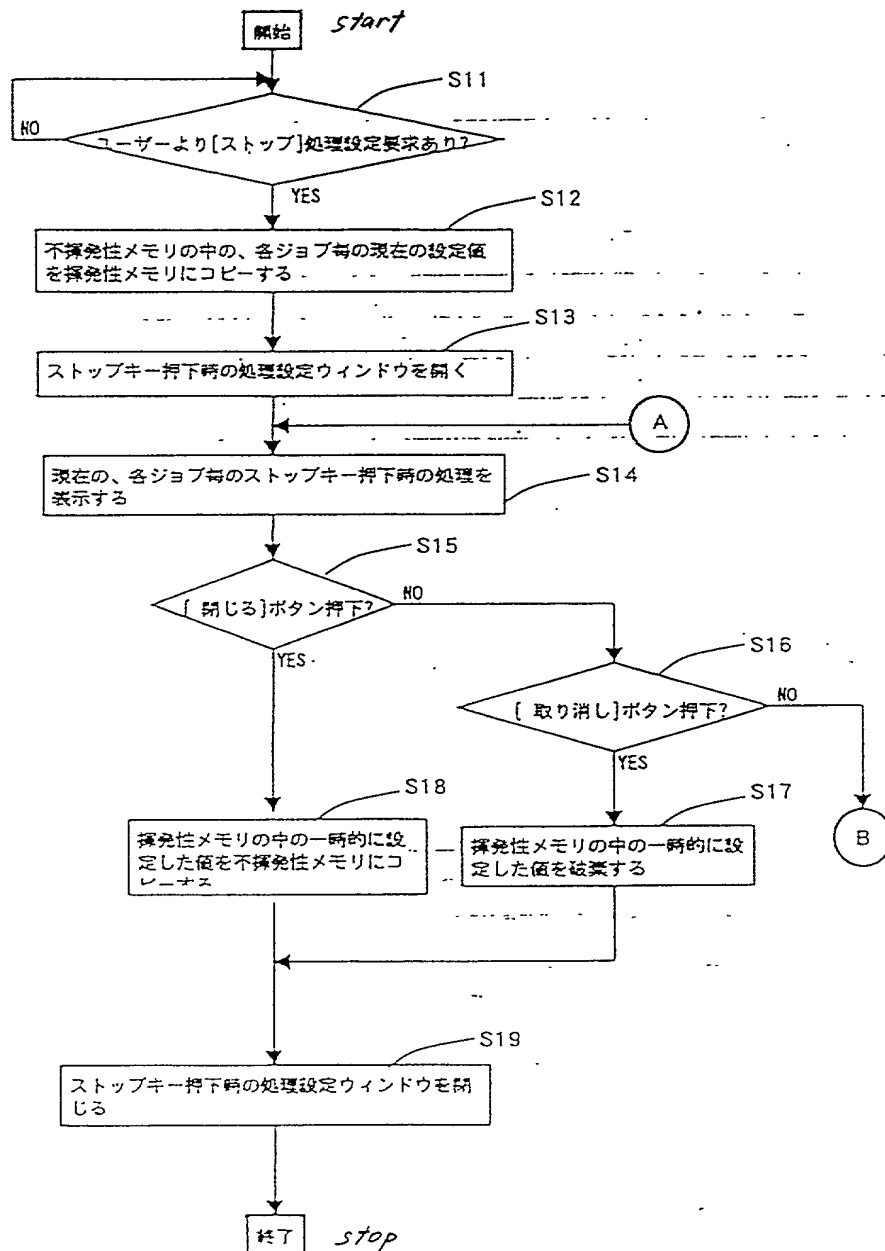 開始
start
S11
NO
ユーザーより[ストップ]処理設定要求あり?
YES
S12
不揮発性メモリの中の、各ジョブ毎の現在の設定値
を揮発性メモリにコピーする
S13
ストップキー押下時の処理設定ウィンドウを開く
A
現在の、各ジョブ毎のストップキー押下時の処理を
表示する
S14
S15
[ 閉じる]ボタン押下?
NO
YES
S16
[ 取り消し]ボタン押下?
NO
YES
S18
揮発性メモリの中の一時的に
設定した値を不揮発性メモリにコ
ピーする
S17
揮発性メモリの中の一時的に設
定した値を破棄する
B
S19
ストップキー押下時の処理設定ウィンドウを閉
じる
終了
stop